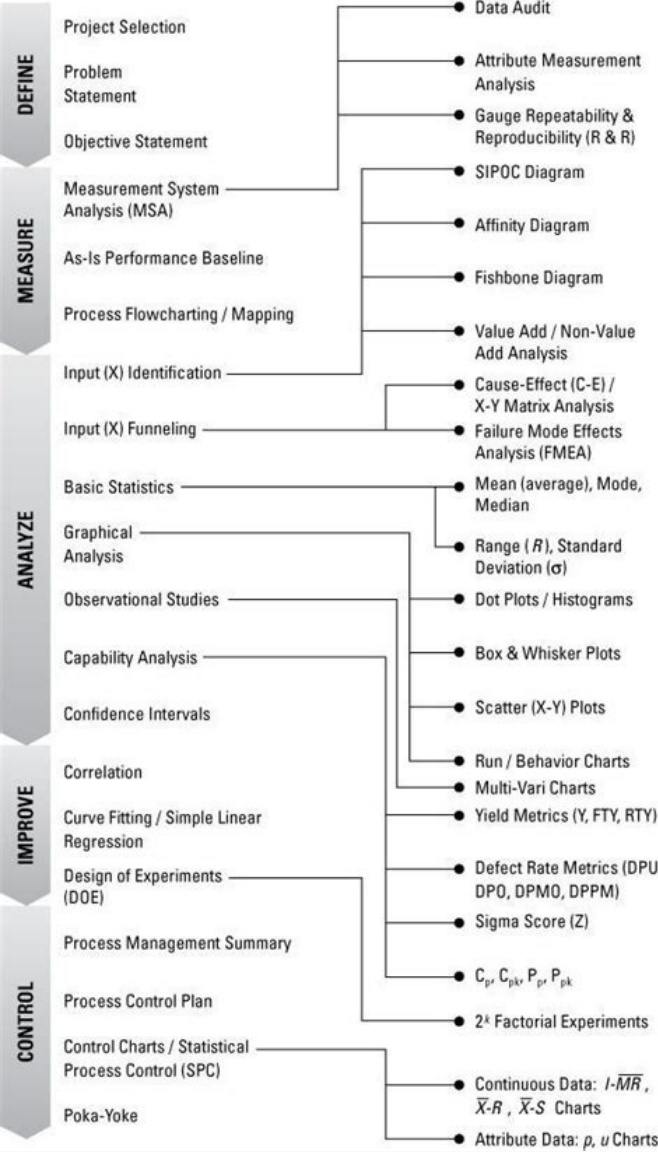 DEFINE
Project Selection
Problem
Statement
Objective Statement
MEASURE
Measurement System
Analysis (MSA)
As-Is Performance Baseline
Process Flowcharting / Mapping
ANALYZE
Input (X) Identification
Input (X) Funneling
Basic Statistics
Graphical
Analysis
Observational Studies
Capability Analysis
Confidence Intervals
IMPROVE
Correlation
Curve Fitting / Simple Linear
Regression
Design of Experiments
(DOE)
CONTROL
Process Management Summary
Process Control Plan
Control Charts / Statistical
Process Control (SPC)
Poka-Yoke
Data Audit
Attribute Measurement
Analysis
Gauge Repeatability &
Reproducibility (R & R)
SIPOC Diagram
Affinity Diagram
Fishbone Diagram
Value Add / Non-Value
Add Analysis
Cause-Effect (C-E) /
X-Y Matrix Analysis
Failure Mode Effects
Analysis (FMEA)
Mean (average), Mode,
Median
Range (R), Standard
Deviation (σ)
Dot Plots / Histograms
Box & Whisker Plots
Scatter (X-Y) Plots
Run / Behavior Charts
Multi-Vari Charts
Yield Metrics (Y, FTY, RTY)
Defect Rate Metrics (DPU
DPO, DPMO, DPPM)
Sigma Score (Z)
Cₚ, Cₚₖ, Pₚ, Pₚₖ
2ᵏ Factorial Experiments
Continuous Data: I-M̅R̅,
X̅-R, X̅-S Charts
Attribute Data: p, u Charts